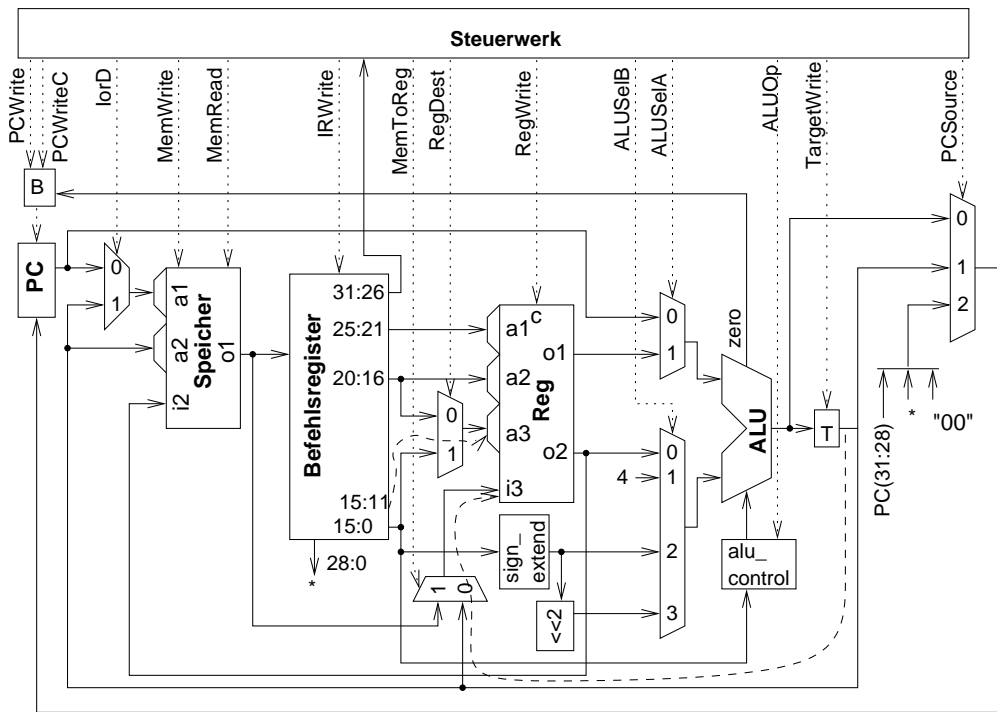 Steuerwerk
PCWrite
PCWriteC
IorD
MemWrite
MemRead
IRWrite
MemToReg
RegDest
RegWrite
ALUSelB
ALUSelA
ALUOp
TargetWrite
PCSource
B
PC
0
1
a1
a2
o1
i2
Speicher
Befehlsregister
31:26
25:21
20:16
15:11
15:0
28:0
*
0
1
1
0
a1
c
a2
a3
i3
o1
o2
Reg
sign_
extend
<<2
0
1
4
0
1
2
3
zero
ALU
alu_
control
T
0
1
2
PC(31:28)
*
"00"